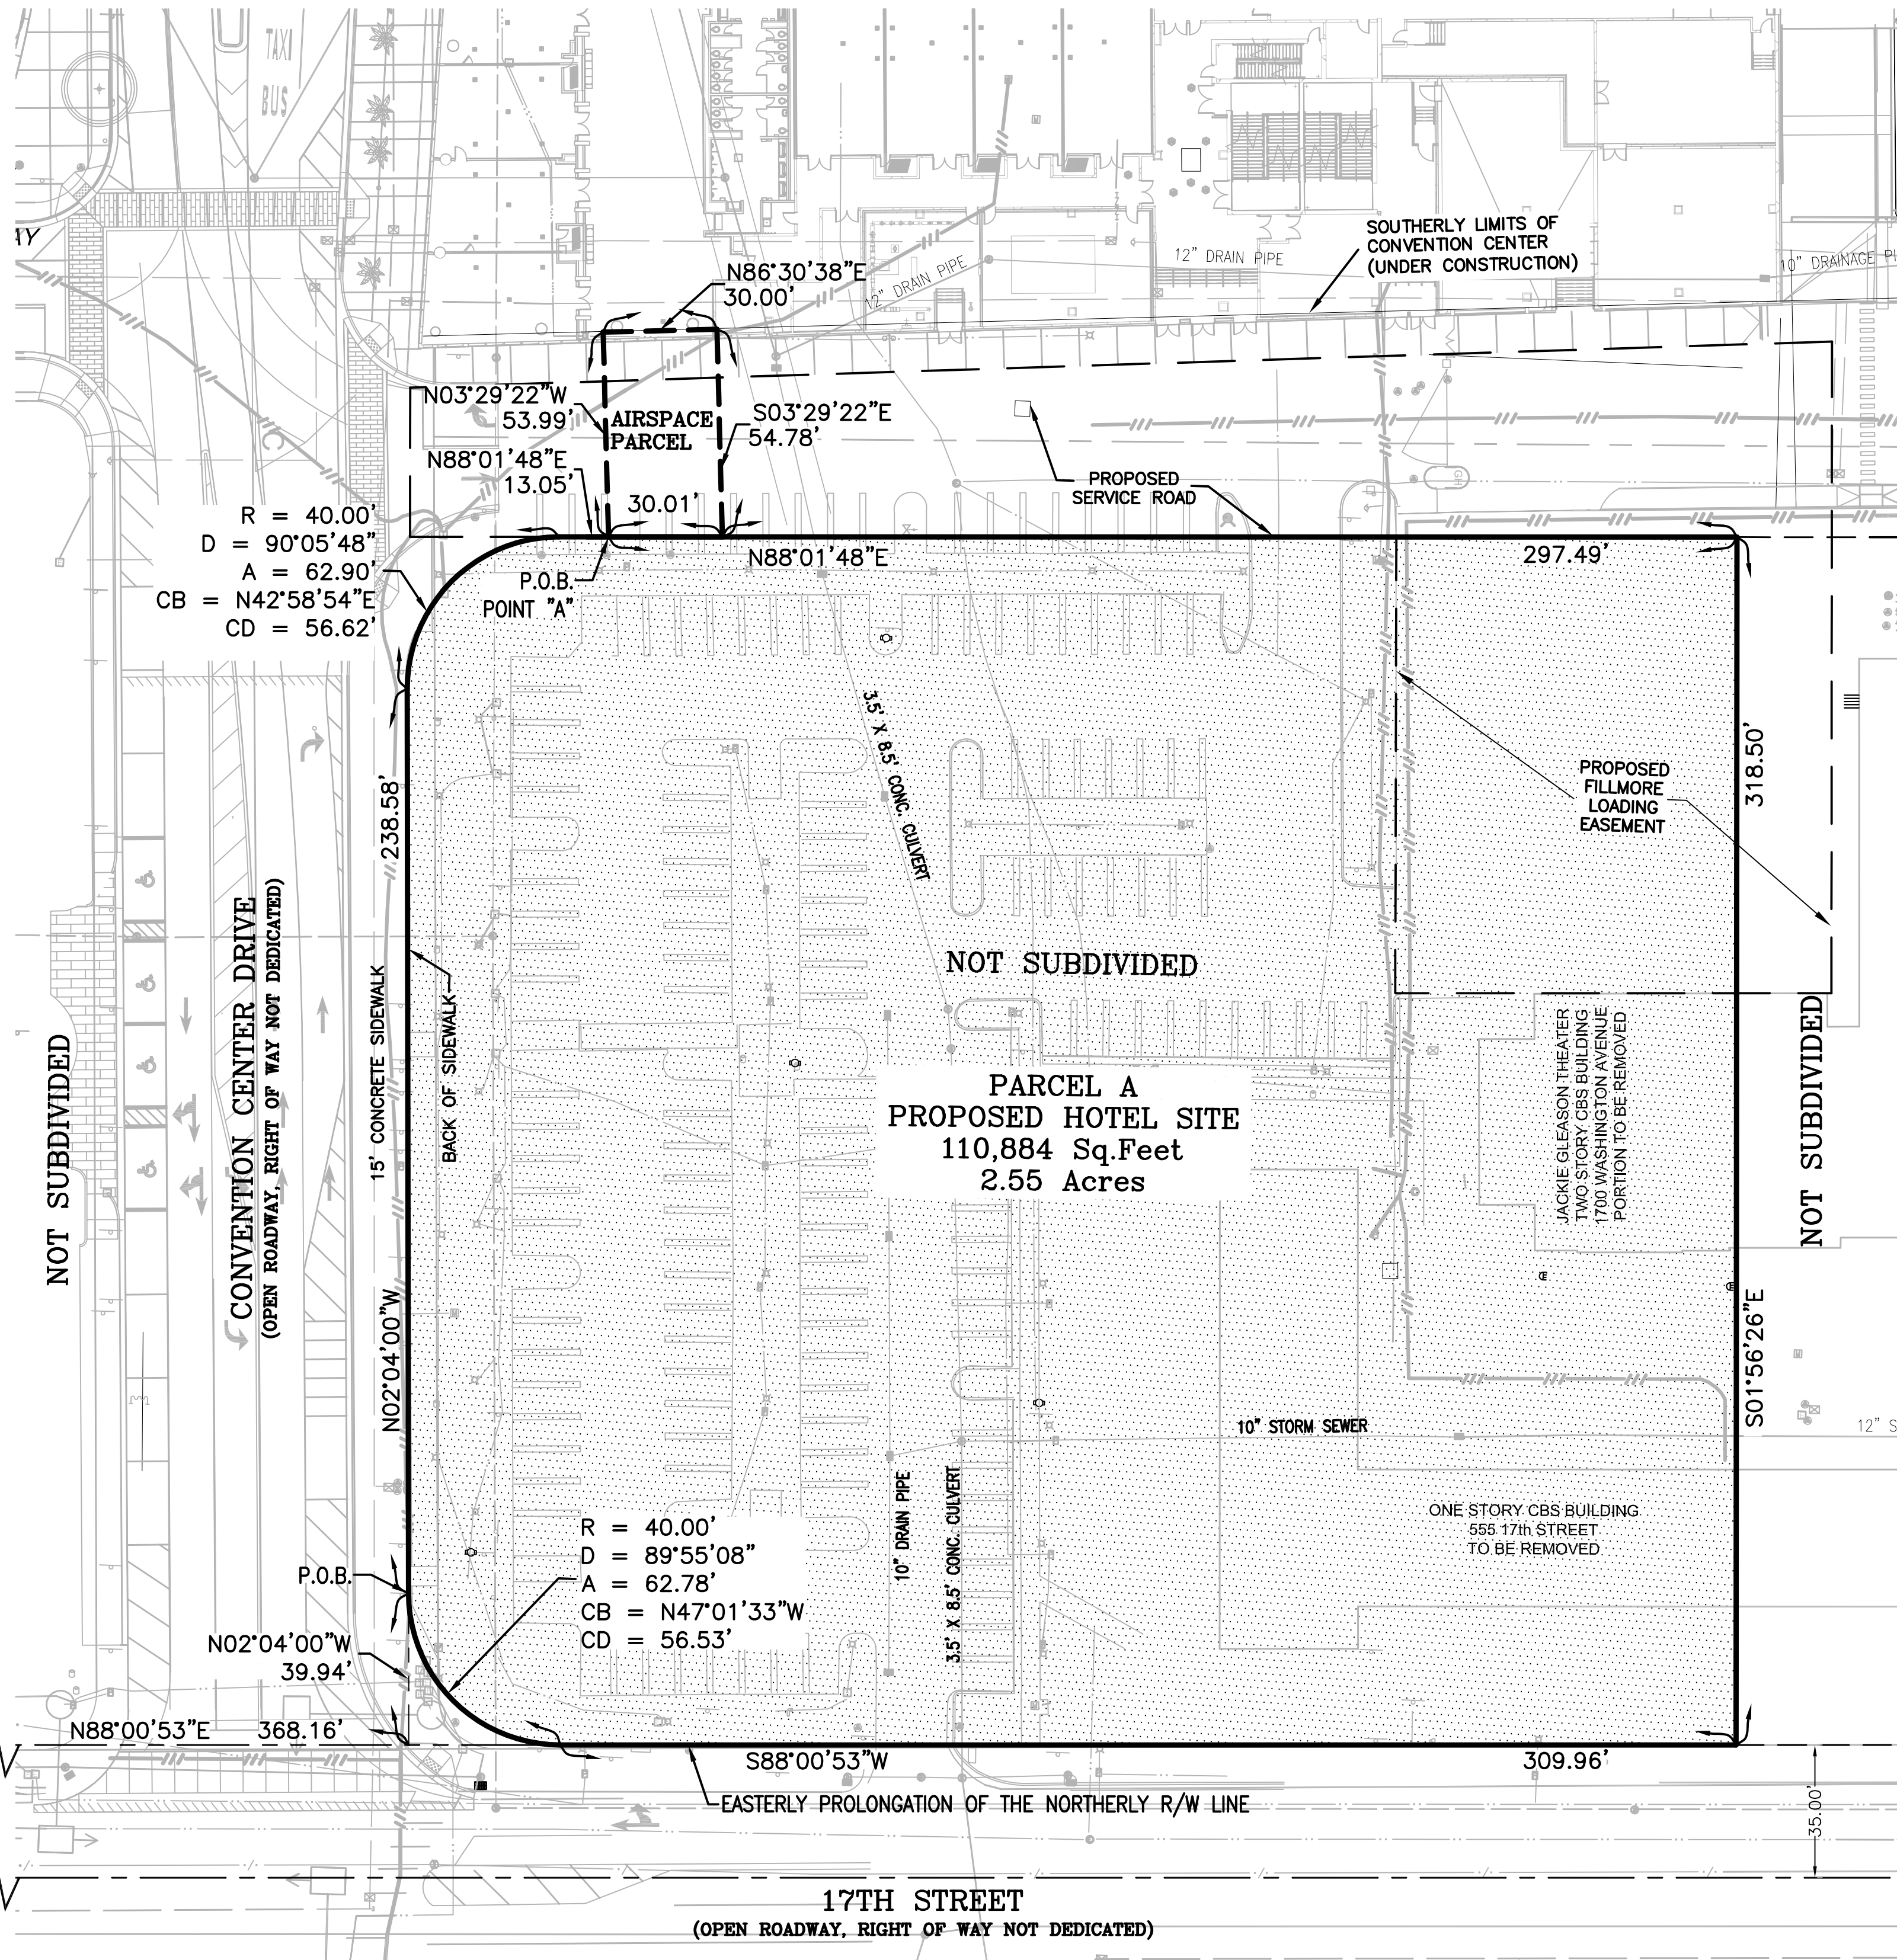 TAXI
BUS
AY
SOUTHERLY LIMITS OF
CONVENTION CENTER
(UNDER CONSTRUCTION)
12" DRAIN PIPE
12" DRAIN PIPE
10" DRAINAGE PI
N86°30'38"E
30.00'
N03°29'22"W
53.99'
AIRSPACE
PARCEL
S03°29'22"E
54.78'
N88°01'48"E
13.05'
30.01'
PROPOSED
SERVICE ROAD
R = 40.00'
D = 90°05'48"
A = 62.90'
CB = N42°58'54"E
CD = 56.62'
P.O.B.
POINT "A"
N88°01'48"E
297.49'
3.5' X 8.5' CONC. CULVERT
PROPOSED
FILLMORE
LOADING
EASEMENT
318.50'
238.58'
NOT SUBDIVIDED
CONVENTION CENTER DRIVE
(OPEN ROADWAY, RIGHT OF WAY NOT DEDICATED)
15' CONCRETE SIDEWALK
BACK OF SIDEWALK
NOT SUBDIVIDED
NOT SUBDIVIDED
JACKIE GLEASON THEATER
TWO STORY CBS BUILDING
1700 WASHINGTON AVENUE
PORTION TO BE REMOVED
PARCEL A
PROPOSED HOTEL SITE
110,884 Sq.Feet
2.55 Acres
N02°04'00"W
S01°56'26"E
10" STORM SEWER
12" S
10" DRAIN PIPE
3.5' X 8.5' CONC. CULVERT
ONE STORY CBS BUILDING
555 17th STREET
TO BE REMOVED
R = 40.00'
D = 89°55'08"
A = 62.78'
CB = N47°01'33"W
CD = 56.53'
P.O.B.
N02°04'00"W
39.94'
N88°00'53"E 368.16'
S88°00'53"W
309.96'
EASTERLY PROLONGATION OF THE NORTHERLY R/W LINE
35.00'
17TH STREET
(OPEN ROADWAY, RIGHT OF WAY NOT DEDICATED)